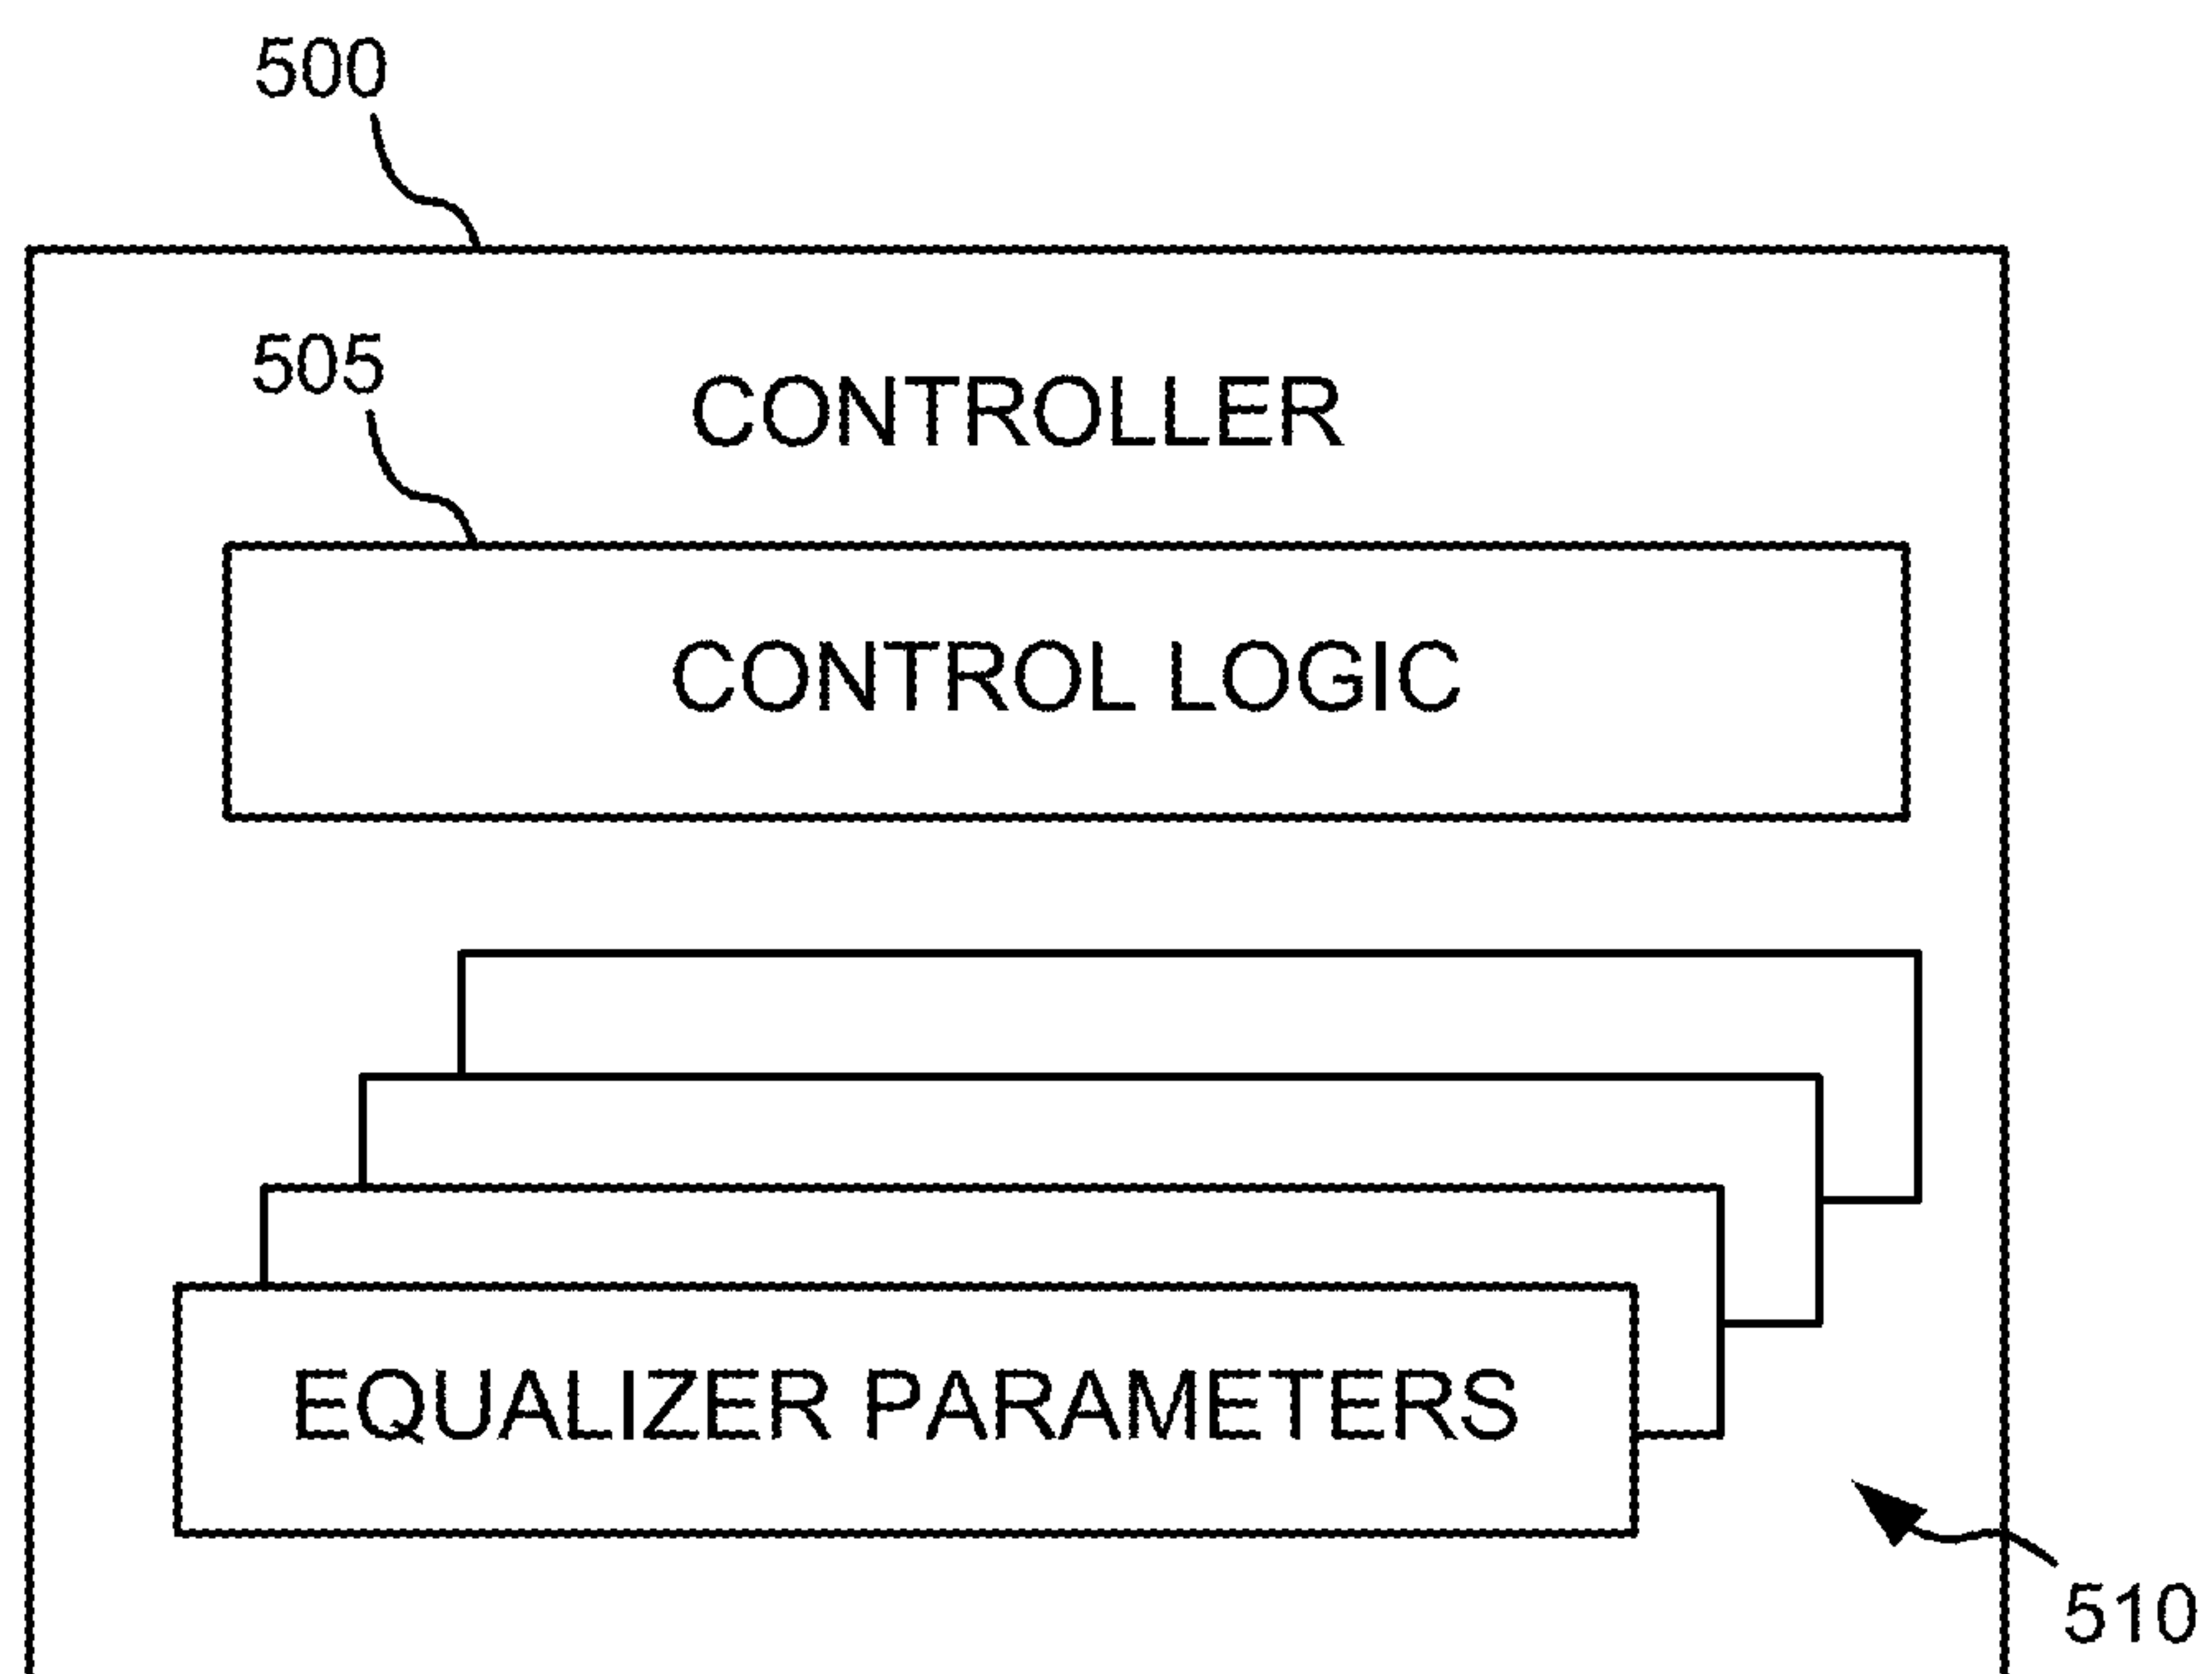 500
505
CONTROLLER
CONTROL LOGIC
EQUALIZER PARAMETERS
510